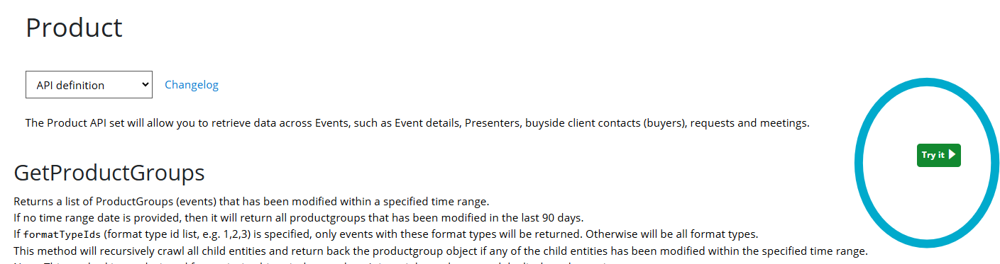 Product
API definition
Changelog
The Product API set will allow you to retrieve data across Events, such as Event details, Presenters, buyside client contacts (buyers), requests and meetings.
Try it
GetProductGroups
Returns a list of ProductGroups (events) that has been modified within a specified time range.
If no time range date is provided, then it will return all productgroups that has been modified in the last 90 days.
If formatTypeIds (format type id list, e.g. 1,2,3) is specified, only events with these format types will be returned. Otherwise will be all format types.
This method will recursively crawl all child entities and return back the productgroup object if any of the child entities has been modified within the specified time range.